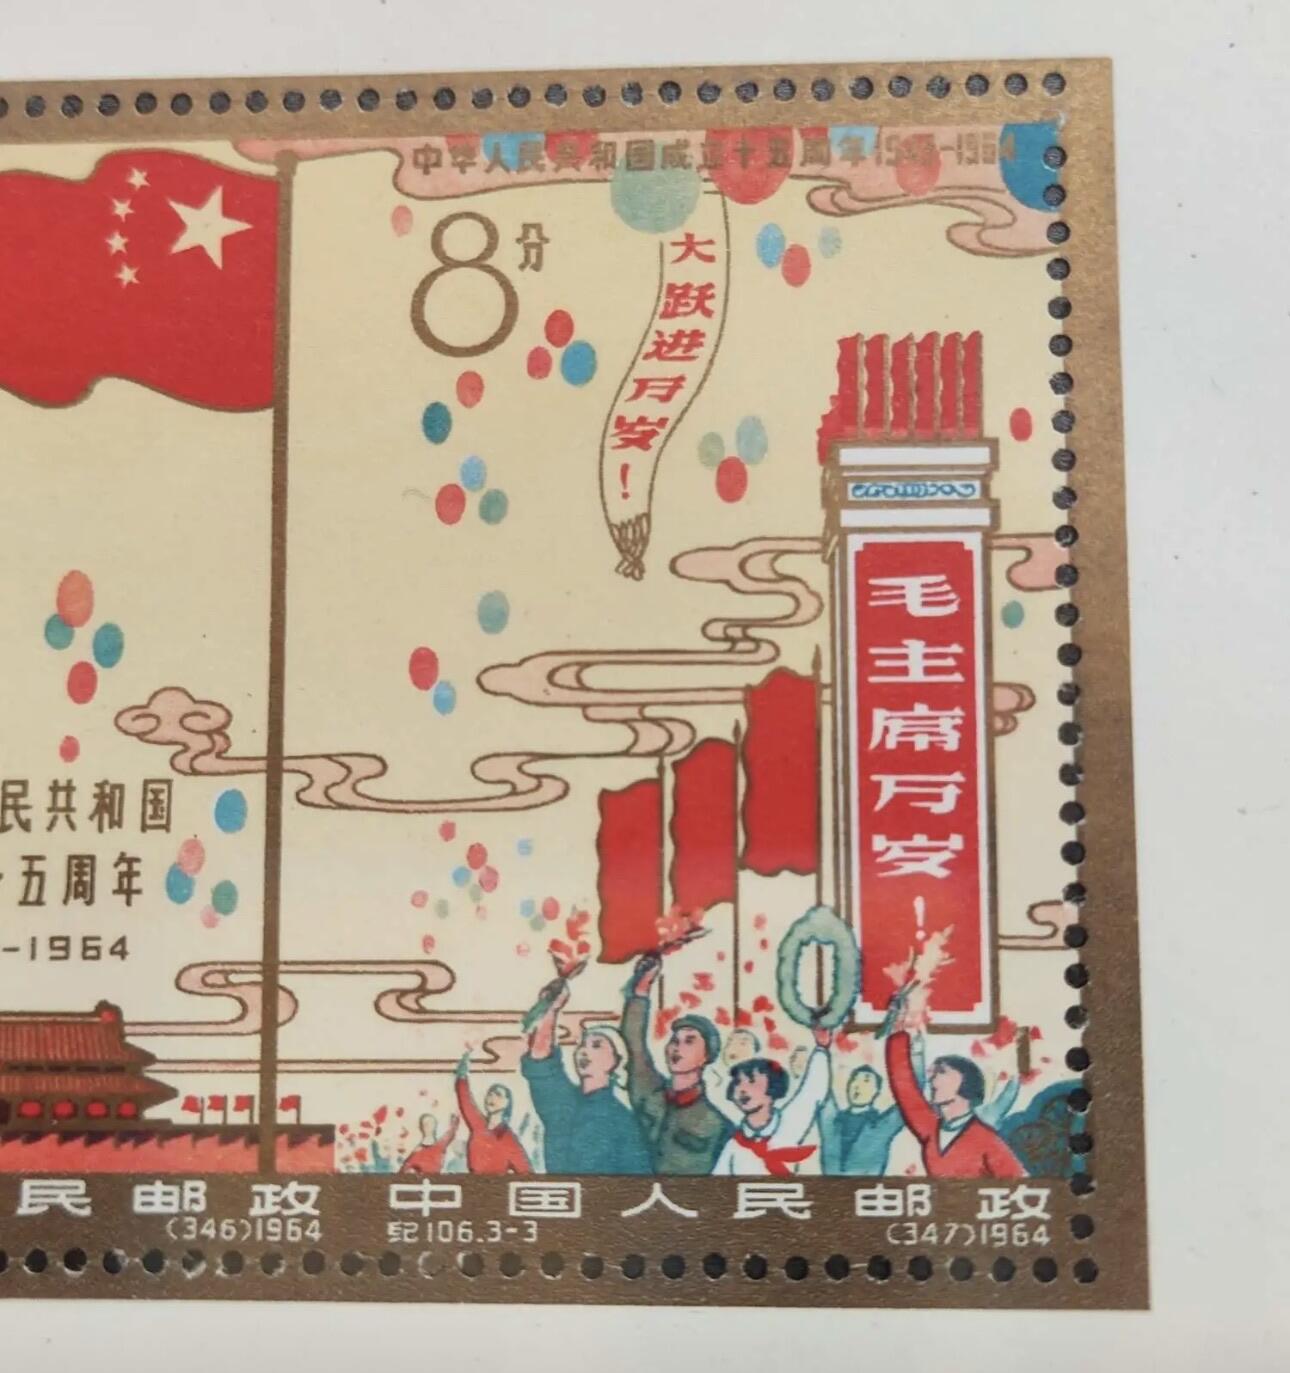 中华人民共和国成立十五周年1949-1964
8分
大跃进万岁！
毛主席万岁！
民共和国
十五周年
-1964
民邮政
(346)1964
中国人民邮政
纪106.3-3
(347)1964